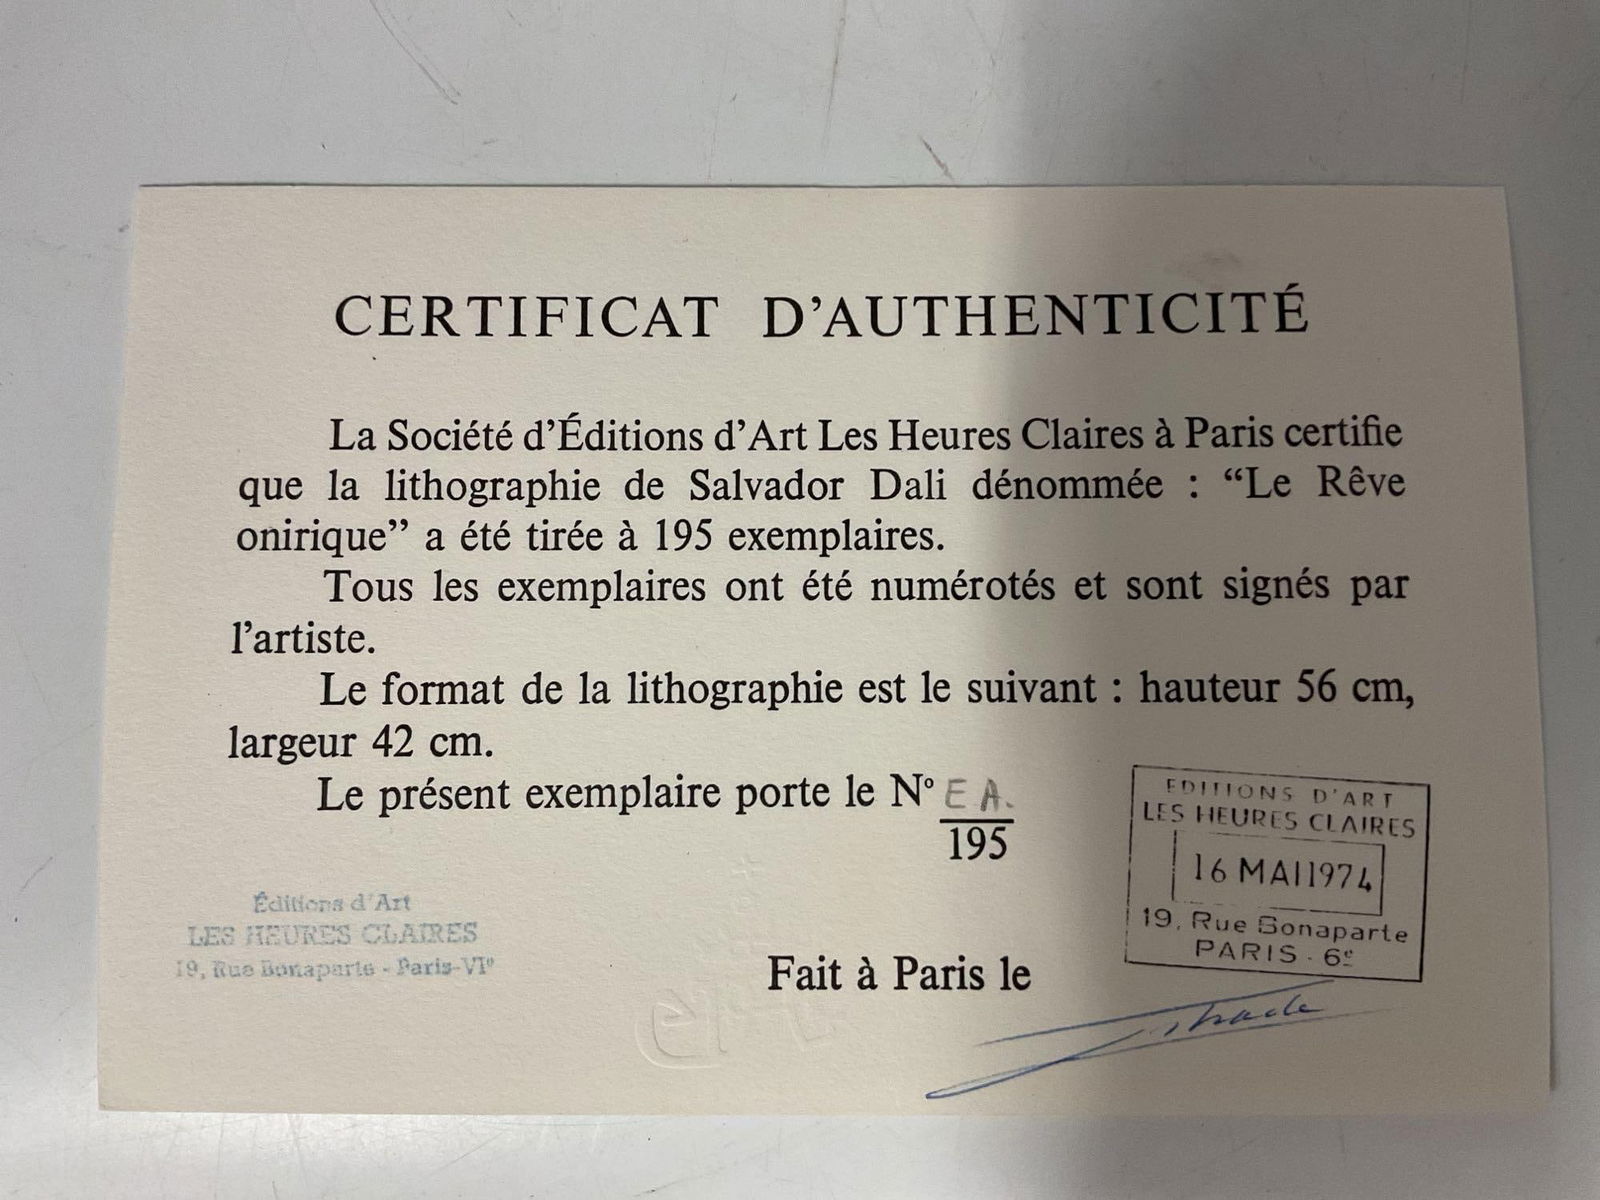 CERTIFICAT D'AUTHENTICITÉ
La Société d'Éditions d'Art Les Heures Claires à Paris certifie
que la lithographie de Salvador Dali dénommée : “Le Rêve
onirique” a été tirée à 195 exemplaires.
Tous les exemplaires ont été numérotés et sont signés par
l'artiste.
Le format de la lithographie est le suivant : hauteur 56 cm,
largeur 42 cm.
Le présent exemplaire porte le Nº E A.
195
EDITIONS D'ART
LES HEURES CLAIRES
16 MAI 1974
19, Rue Bonaparte
PARIS - 6e
Éditions d'Art
LES HEURES CLAIRES
19, Rue Bonaparte - Paris-VIº
Fait à Paris le